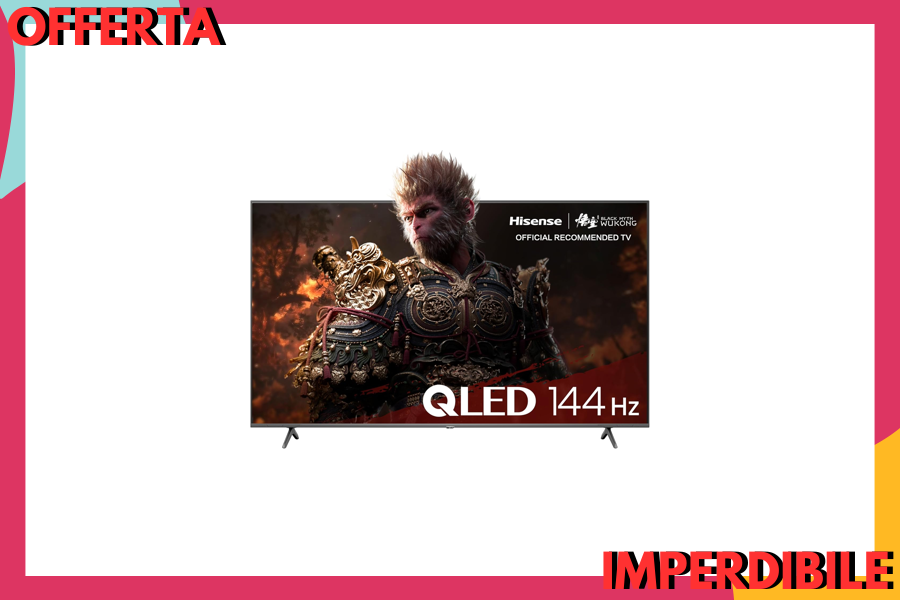 OFFERTA
Hisense | BLACK MYTH WUKONG
OFFICIAL RECOMMENDED TV
QLED 144 Hz
IMPERDIBILE